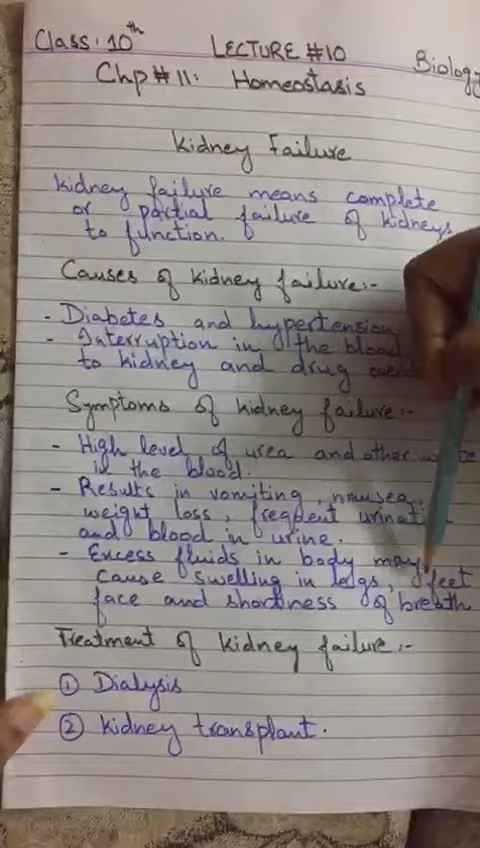 Class: 10th LECTURE #10 Biology
Chp # 11: Homeostasis
Kidney Failure
kidney failure means complete
or partial failure of kidneys
to function.
Causes of kidney failure:-
- Diabetes and hypertension
- Interruption in the blood
to kidney and drug
Symptoms of kidney failure:-
- High level of urea and other
in the blood.
- Results in vomiting, nausea,
weight loss, frequent
and blood in urine.
- Excess fluids in body may
cause swelling in legs, feet
face and shortness of breath
Treatment of kidney failure:-
① Dialysis
② kidney transplant.